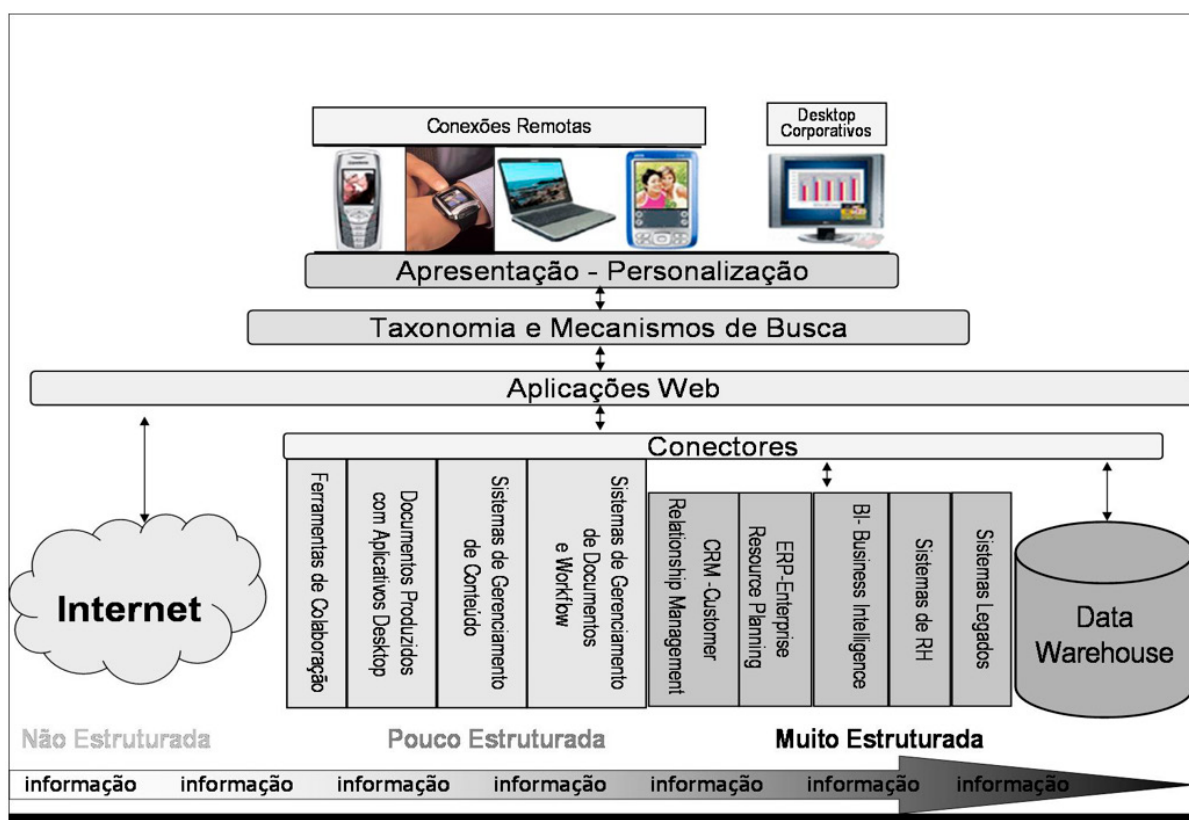 Conexões Remotas
Desktop
Corporativos
Apresentação - Personalização
Taxonomia e Mecanismos de Busca
Aplicações Web
Conectores
Internet
Ferramentas de Colaboração
Documentos Produzidos
com Aplicativos Desktop
Sistemas de Gerenciamento
de Conteúdo
Sistemas de Gerenciamento
de Documentos
e Workflow
CRM -Customer
Relationship Management
ERP-Enterprise
Resource Planning
BI- Business Intelligence
Sistemas de RH
Sistemas Legados
Data
Warehouse
Não Estruturada
Pouco Estruturada
Muito Estruturada
informação informação informação informação informação informação informação